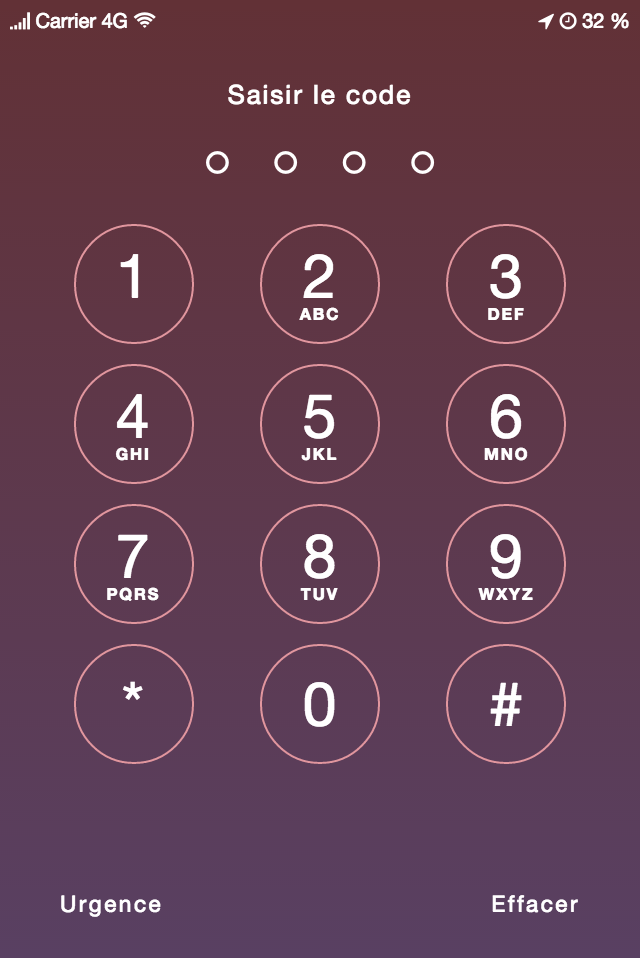 Carrier 4G 32 %
Saisir le code
1 2 3
ABC DEF
4 5 6
GHI JKL MNO
7 8 9
PQRS TUV WXYZ
* 0 #
Urgence Effacer